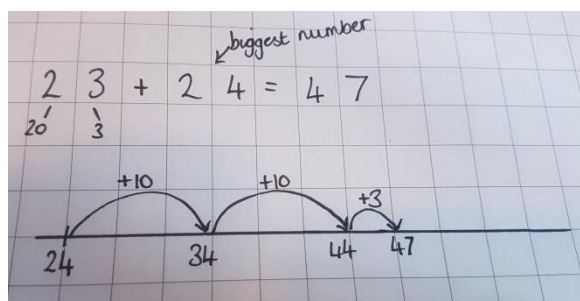 biggest number
23 + 24 = 47
20 3
+10 +10 +3
24 34 44 47